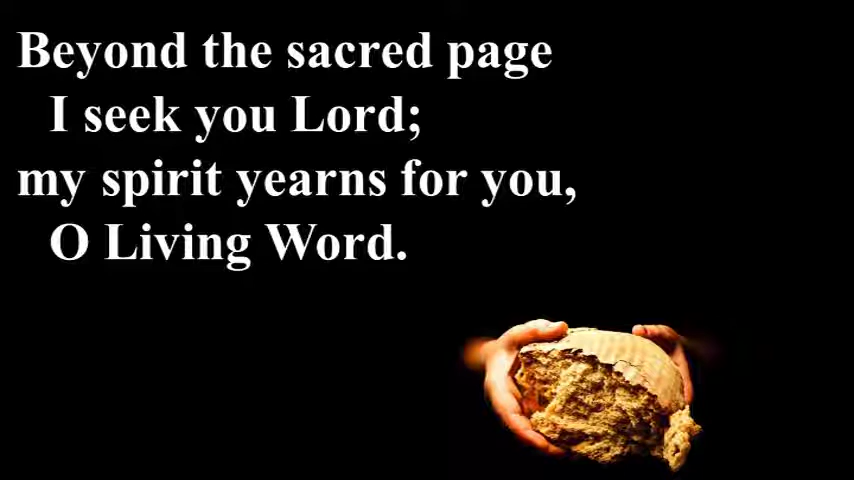 Beyond the sacred page
I seek you Lord;
my spirit yearns for you,
O Living Word.